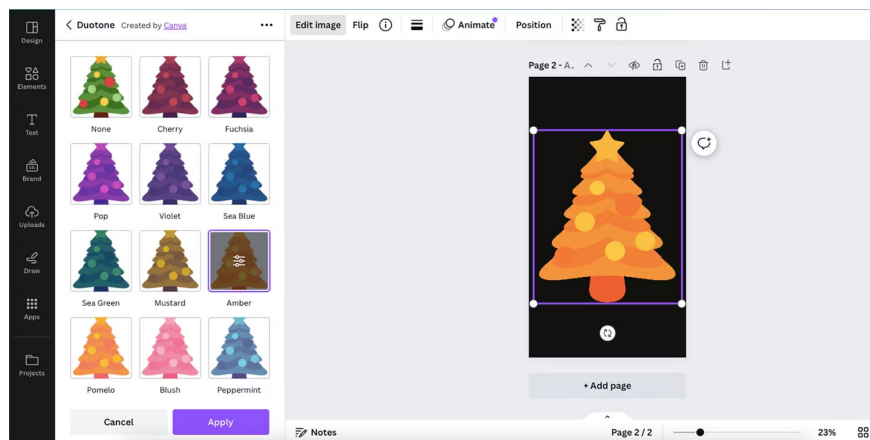 Design
Elements
Text
Brand
Uploads
Draw
Apps
Projects
Duotone Created by Canva
None Cherry Fuchsia
Pop Violet Sea Blue
Sea Green Mustard Amber
Pomelo Blush Peppermint
Cancel Apply
Edit image Flip Animate Position
Page 2 - A..
+ Add page
Notes Page 2 / 2 23%